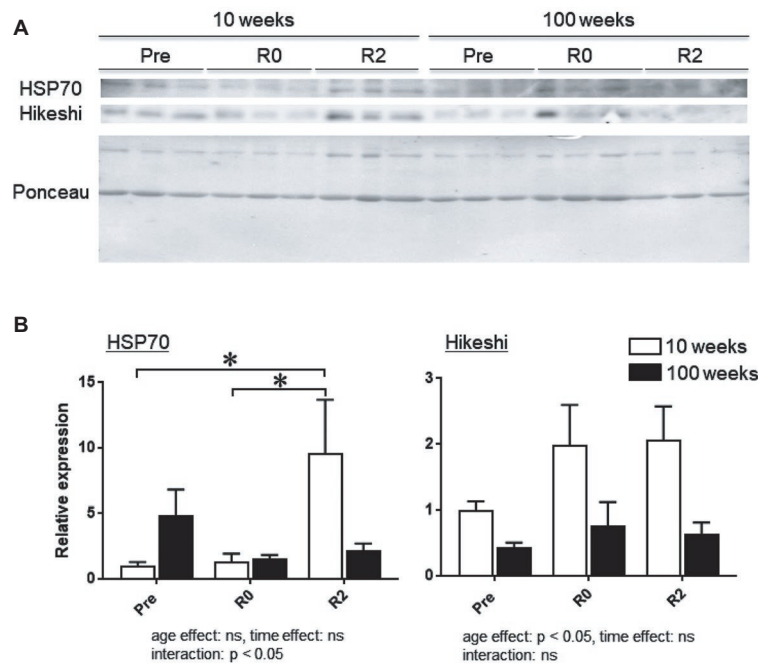 A
10 weeks 100 weeks
Pre R0 R2 Pre R0 R2
HSP70
Hikeshi
Ponceau
B
HSP70
Hikeshi
10 weeks
100 weeks
Relative expression
15
10
5
0
3
2
1
0
*
*
Pre R0 R2
Pre R0 R2
age effect: ns, time effect: ns
interaction: p < 0.05
age effect: p < 0.05, time effect: ns
interaction: ns